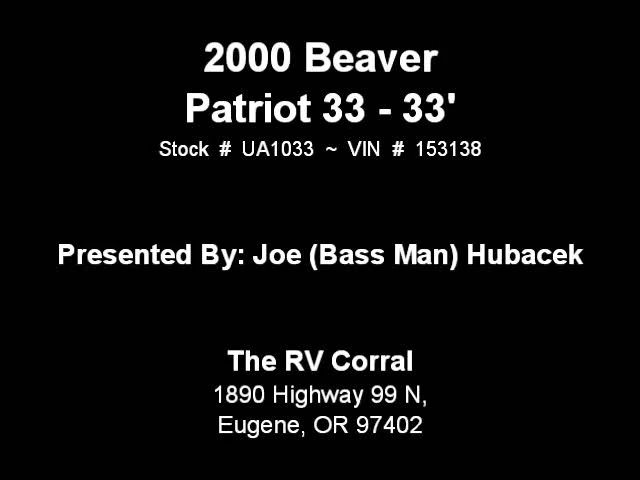 2000 Beaver
Patriot 33 - 33'
Stock # UA1033 ~ VIN # 153138
Presented By: Joe (Bass Man) Hubacek
The RV Corral
1890 Highway 99 N,
Eugene, OR 97402